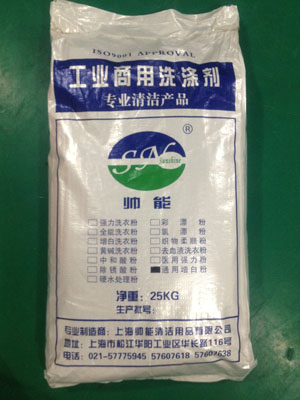 ISO9001 APPROVAL
工业商用洗涤剂
专业清洁产品
®
SN
Sunshine
帅能
□强力洗衣粉 □彩漂粉
□全能洗衣粉 □氯漂粉
□增白洗衣粉 □织物柔顺粉
□黄碱洗衣粉 □去血渍洗衣粉
□中和酸粉 □医用强力粉
□除锈酸粉 ■通用增白粉
□硬水处理粉
净重：25KG
生产批号：
专业制造商：上海帅能清洁用品有限公司
地址：上海市松江华阳工业区华长路116号
电话：021-57775945 57607618 57607638